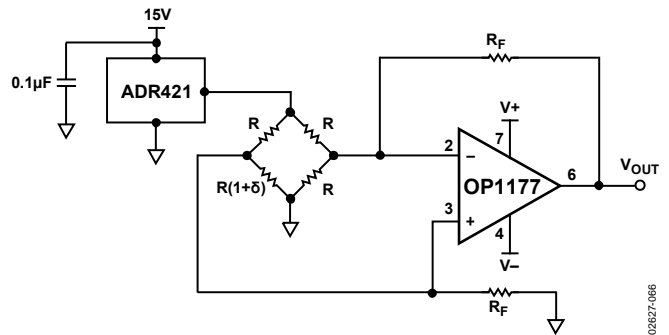 15V
0.1µF
ADR421
R
R
R(1+δ)
R
RF
V+
7
2
–
OP1177
6
VOUT
3
+
4
V–
RF
02627-066